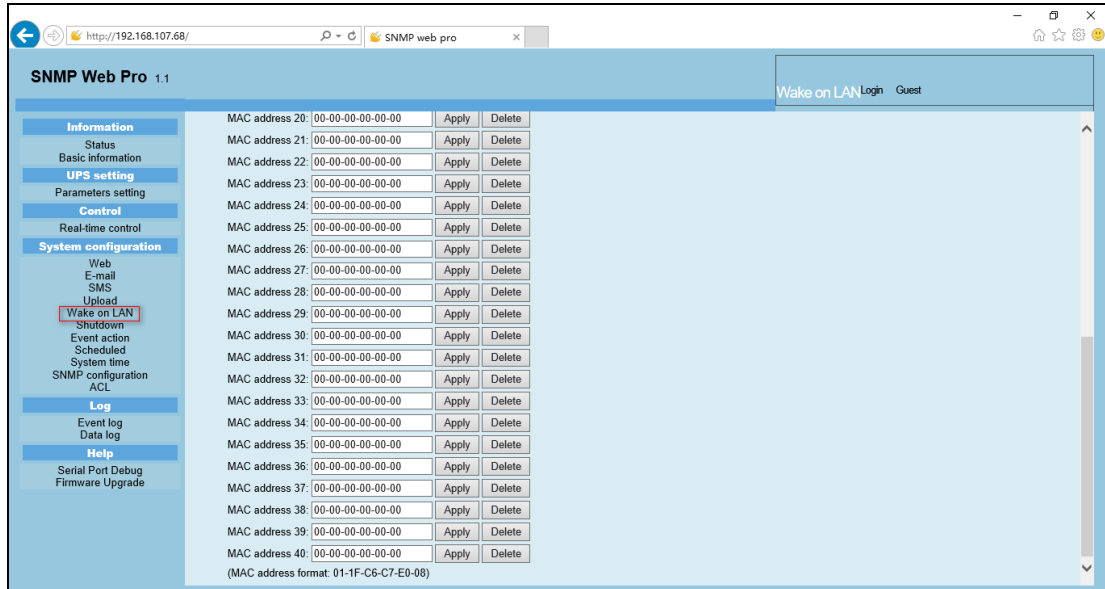 http://192.168.107.68/
SNMP web pro
SNMP Web Pro 1.1
Wake on LAN Login Guest
Information
Status
Basic information
UPS setting
Parameters setting
Control
Real-time control
System configuration
Web
E-mail
SMS
Upload
Wake on LAN
Shutdown
Event action
Scheduled
System time
SNMP configuration
ACL
Log
Event log
Data log
Help
Serial Port Debug
Firmware Upgrade
MAC address 20: 00-00-00-00-00-00 Apply Delete
MAC address 21: 00-00-00-00-00-00 Apply Delete
MAC address 22: 00-00-00-00-00-00 Apply Delete
MAC address 23: 00-00-00-00-00-00 Apply Delete
MAC address 24: 00-00-00-00-00-00 Apply Delete
MAC address 25: 00-00-00-00-00-00 Apply Delete
MAC address 26: 00-00-00-00-00-00 Apply Delete
MAC address 27: 00-00-00-00-00-00 Apply Delete
MAC address 28: 00-00-00-00-00-00 Apply Delete
MAC address 29: 00-00-00-00-00-00 Apply Delete
MAC address 30: 00-00-00-00-00-00 Apply Delete
MAC address 31: 00-00-00-00-00-00 Apply Delete
MAC address 32: 00-00-00-00-00-00 Apply Delete
MAC address 33: 00-00-00-00-00-00 Apply Delete
MAC address 34: 00-00-00-00-00-00 Apply Delete
MAC address 35: 00-00-00-00-00-00 Apply Delete
MAC address 36: 00-00-00-00-00-00 Apply Delete
MAC address 37: 00-00-00-00-00-00 Apply Delete
MAC address 38: 00-00-00-00-00-00 Apply Delete
MAC address 39: 00-00-00-00-00-00 Apply Delete
MAC address 40: 00-00-00-00-00-00 Apply Delete
(MAC address format: 01-1F-C6-C7-E0-08)